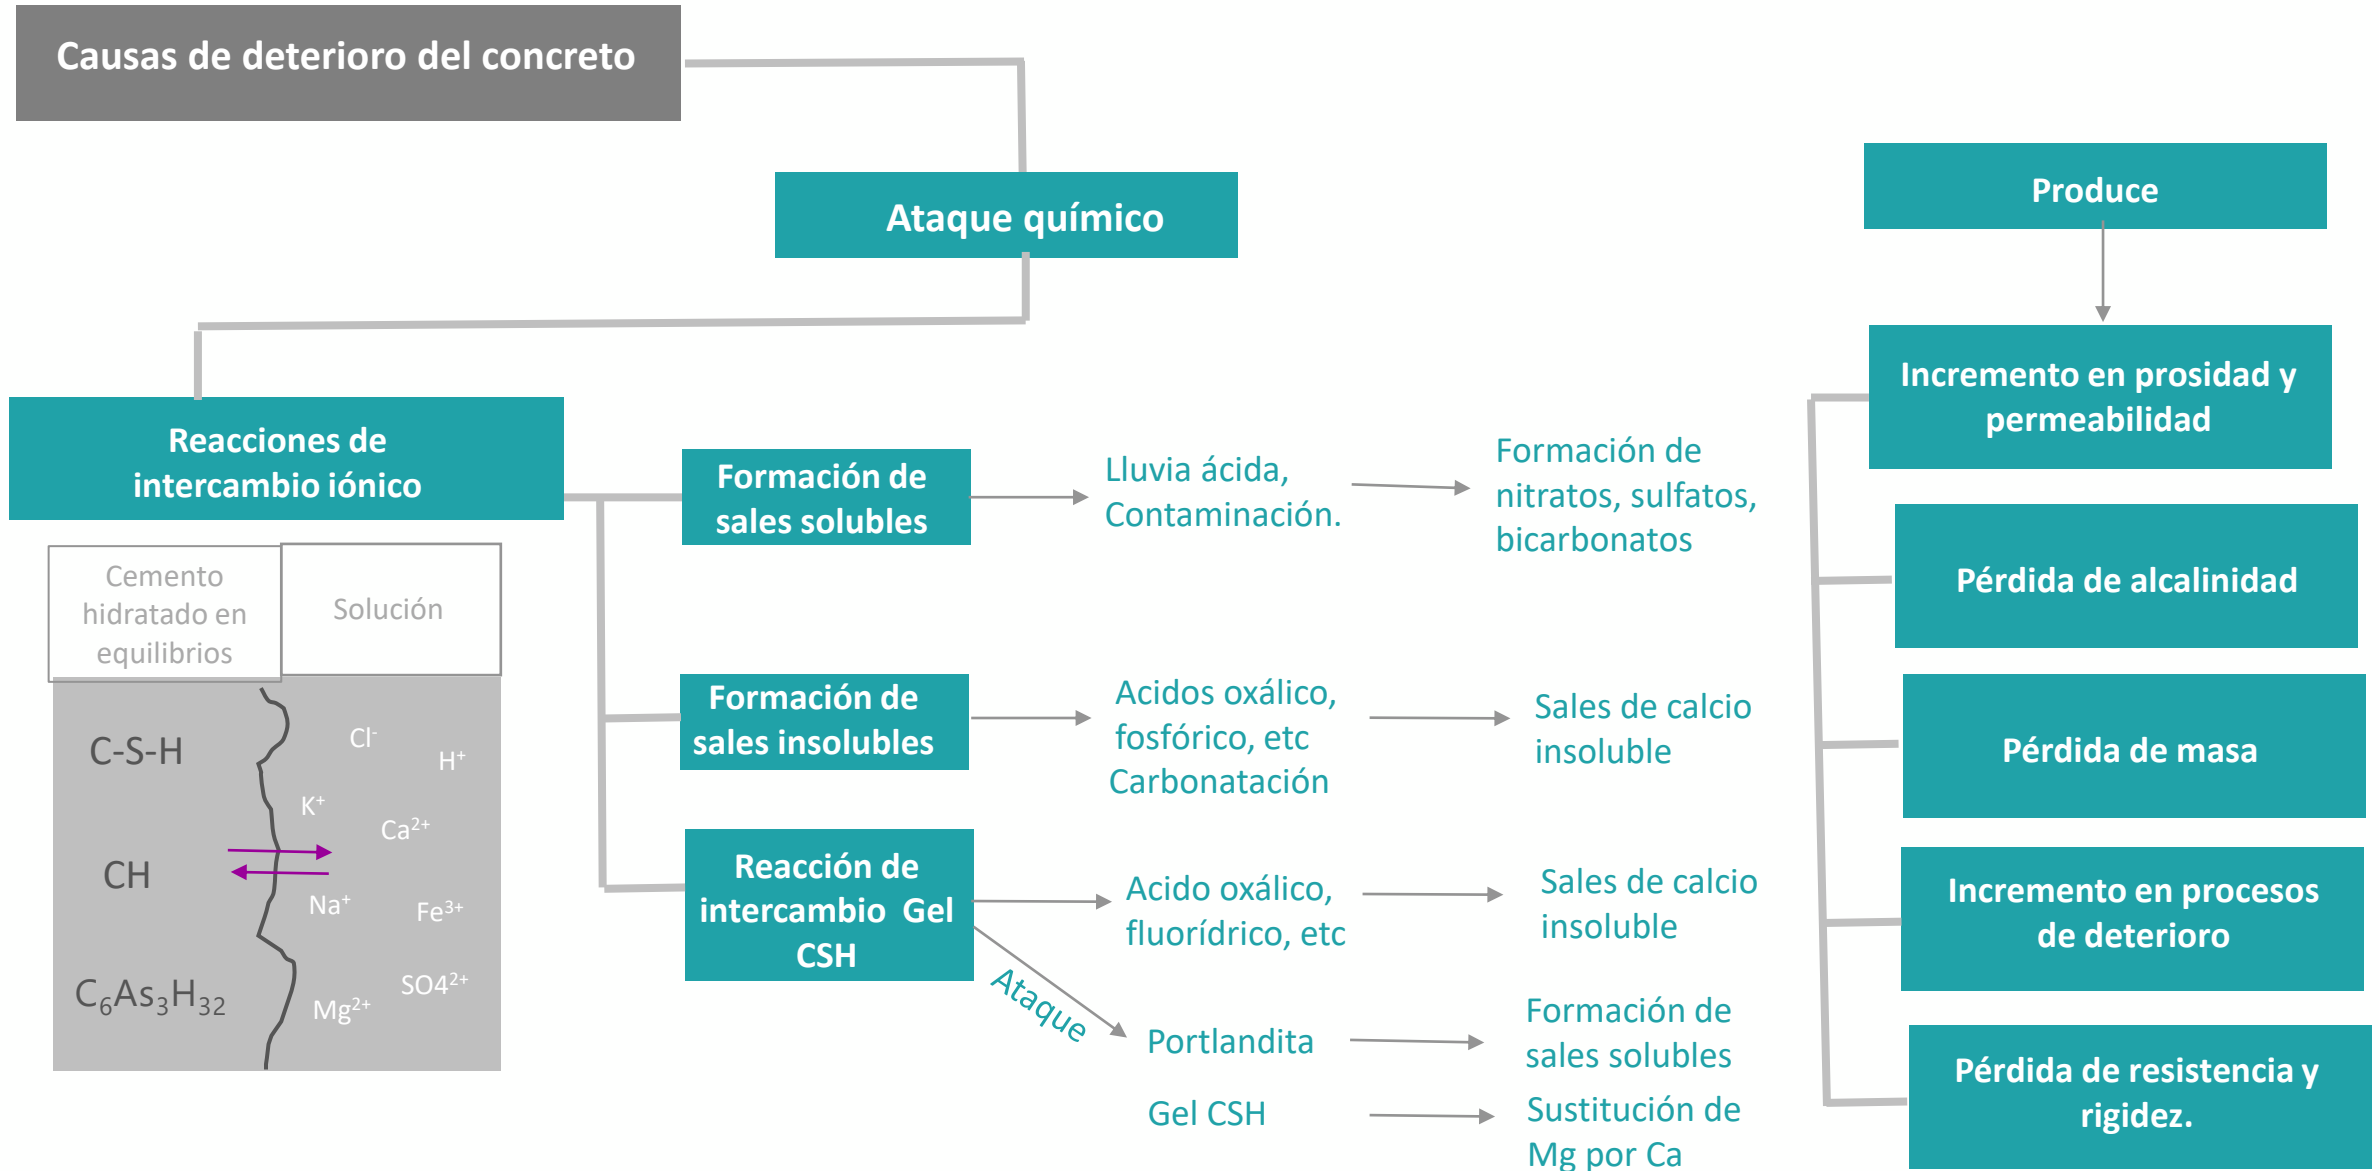 Causas de deterioro del concreto
Ataque químico
Reacciones de
intercambio iónico
Cemento
hidratado en
equilibrios
Solución
C-S-H
CH
C₆As₃H₃₂
Cl⁻
H⁺
K⁺
Ca²⁺
Na⁺
Fe³⁺
SO4²⁺
Mg²⁺
Formación de
sales solubles
Lluvia ácida,
Contaminación.
Formación de
nitratos, sulfatos,
bicarbonatos
Formación de
sales insolubles
Acidos oxálico,
fosfórico, etc
Carbonatación
Sales de calcio
insoluble
Reacción de
intercambio Gel
CSH
Acido oxálico,
fluorídrico, etc
Sales de calcio
insoluble
Ataque
Portlandita
Formación de
sales solubles
Gel CSH
Sustitución de
Mg por Ca
Produce
Incremento en prosidad y
permeabilidad
Pérdida de alcalinidad
Pérdida de masa
Incremento en procesos
de deterioro
Pérdida de resistencia y
rigidez.